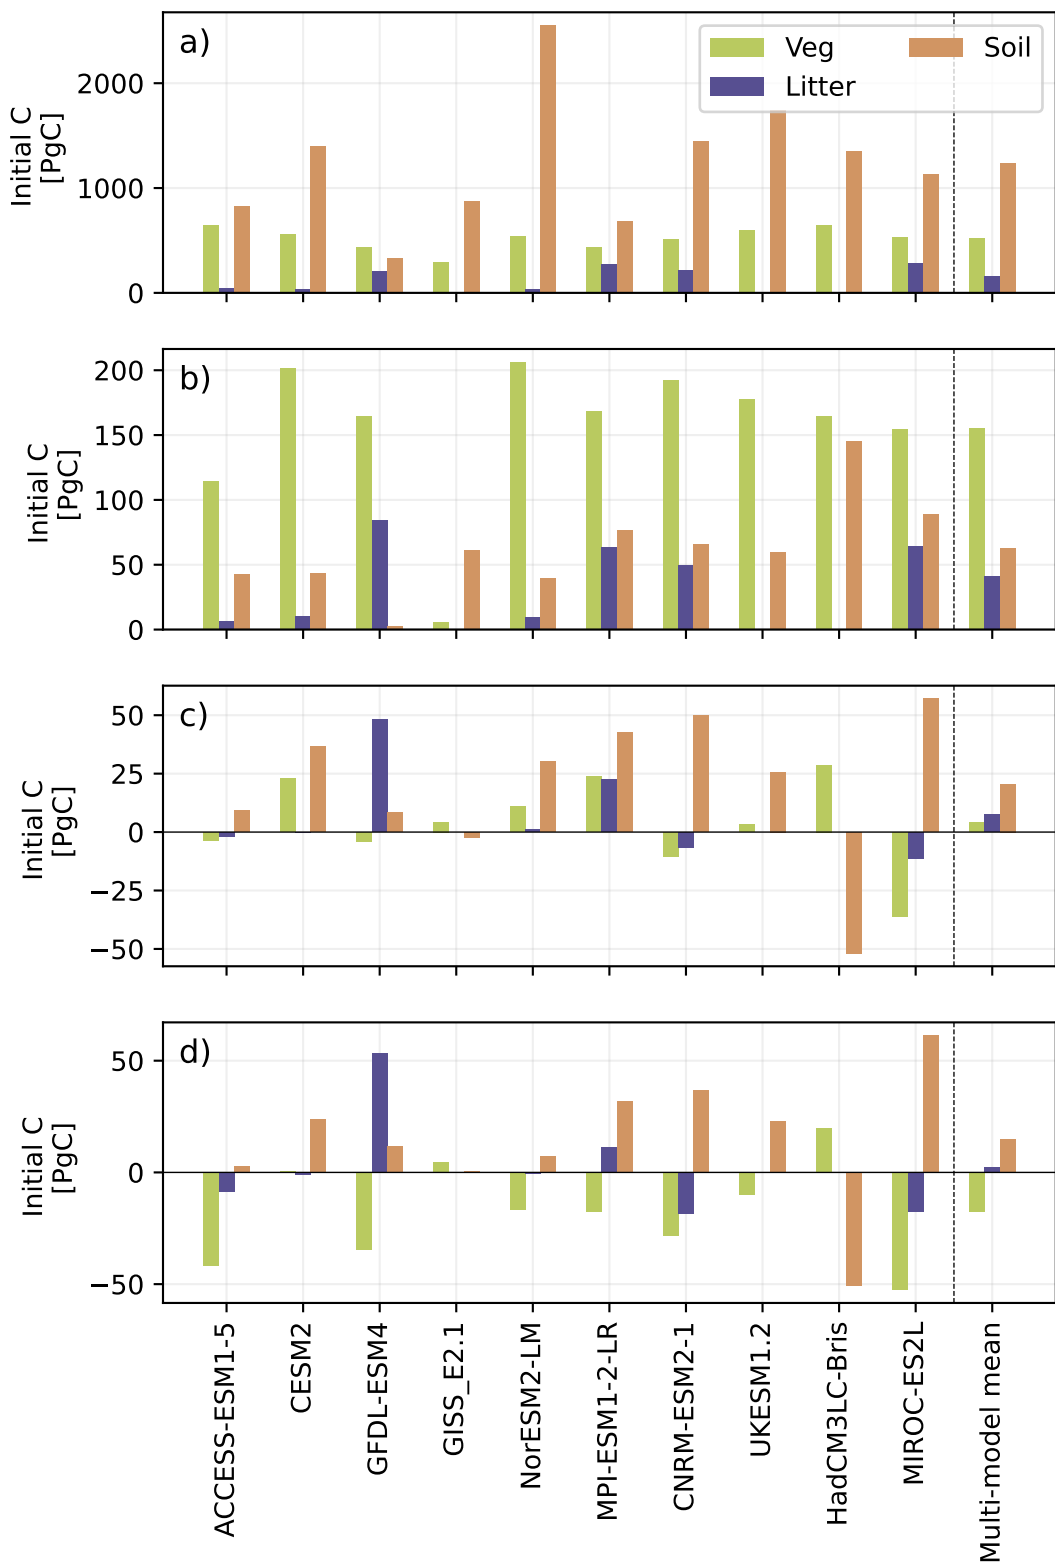 a)
Veg
Soil
Litter
Initial C
[PgC]
2000
1000
0
b)
Initial C
[PgC]
200
150
100
50
0
c)
Initial C
[PgC]
50
25
0
−25
−50
d)
Initial C
[PgC]
50
0
−50
ACCESS-ESM1-5
CESM2
GFDL-ESM4
GISS_E2.1
NorESM2-LM
MPI-ESM1-2-LR
CNRM-ESM2-1
UKESM1.2
HadCM3LC-Bris
MIROC-ES2L
Multi-model mean